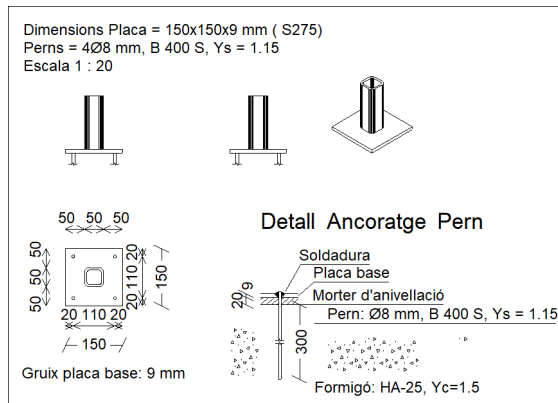 Dimensions Placa = 150x150x9 mm ( S275)
Perns = 4Ø8 mm, B 400 S, Ys = 1.15
Escala 1 : 20
50 50 50
50
50
50
20
110
20
150
20 110 20
150
Gruix placa base: 9 mm
Detall Ancoratge Pern
Soldadura
Placa base
Morter d'anivellació
Pern: Ø8 mm, B 400 S, Ys = 1.15
20
9
300
Formigó: HA-25, Yc=1.5